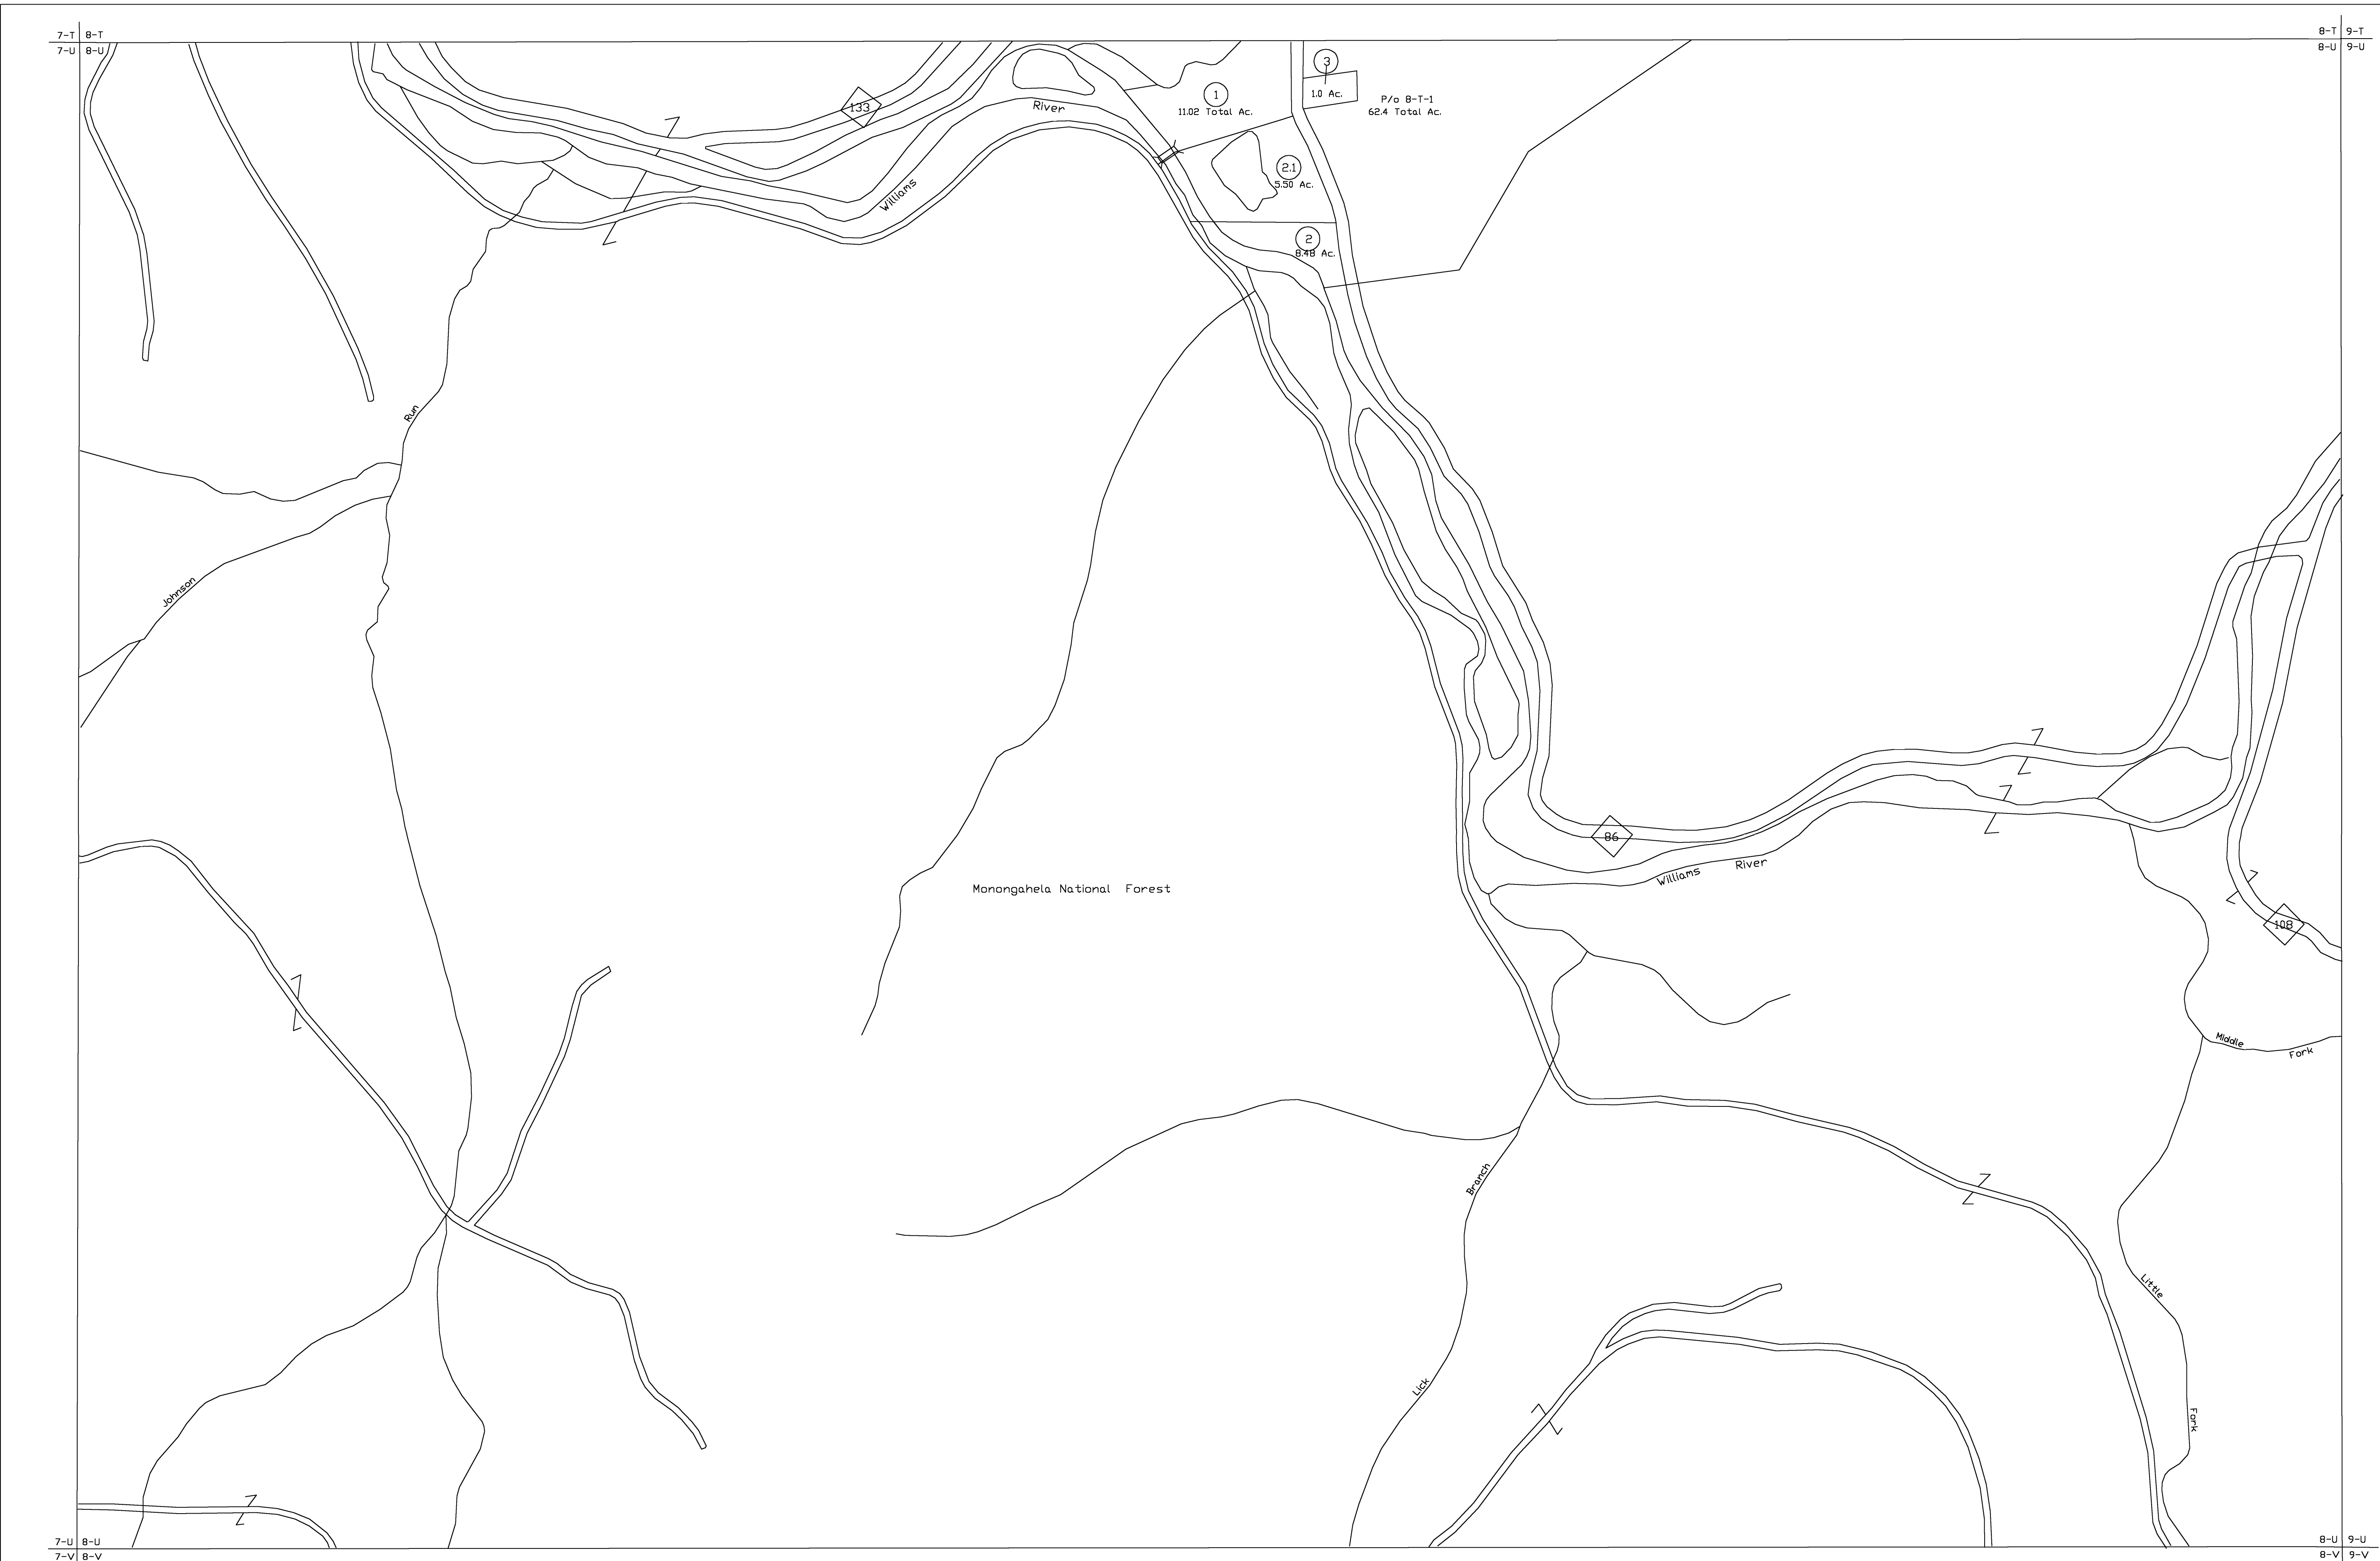 7-T 8-T
7-U 8-U
8-T 9-T
8-U 9-U
3
1.0 Ac.
P/o 8-T-1
62.4 Total Ac.
1
11.02 Total Ac.
133
River
2.1
5.50 Ac.
Williams
2
8.48 Ac.
Run
Johnson
86
River
Williams
Monongahela National Forest
108
Middle
Fork
Branch
Little
Lick
Fork
7-U 8-U
7-V 8-V
8-U 9-U
8-V 9-V